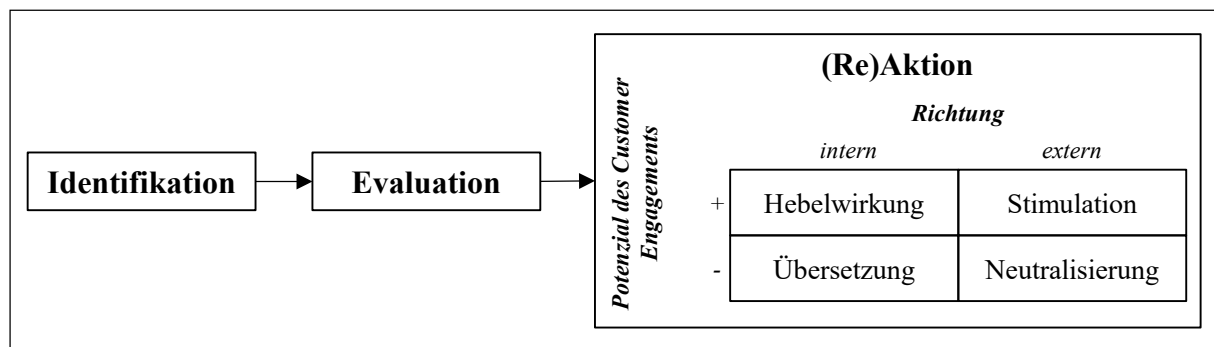 (Re)Aktion
Richtung
intern extern
Identifikation
Evaluation
Potenzial des Customer
Engagements
+ Hebelwirkung Stimulation
- Übersetzung Neutralisierung